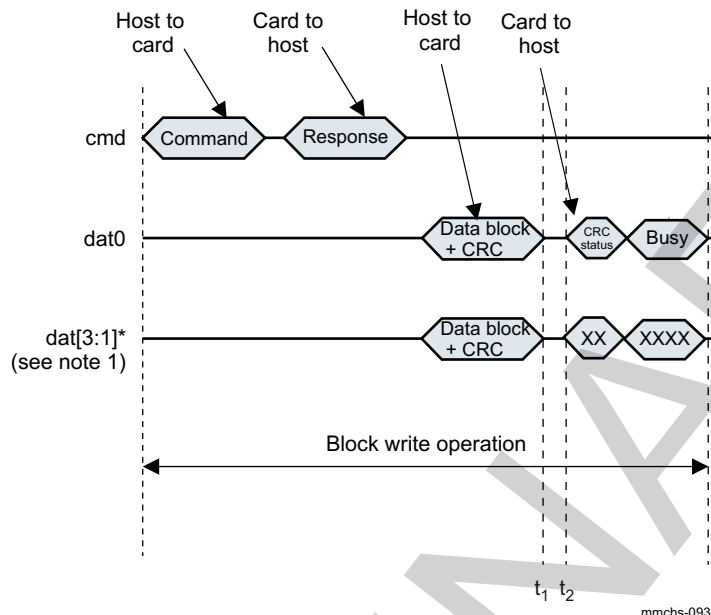 Host to
card
Card to
host
Host to
card
Card to
host
cmd
Command
Response
dat0
Data block
+ CRC
CRC
status
Busy
dat[3:1]*
(see note 1)
Data block
+ CRC
XX
XXXX
Block write operation
t1 t2
mmchs-093